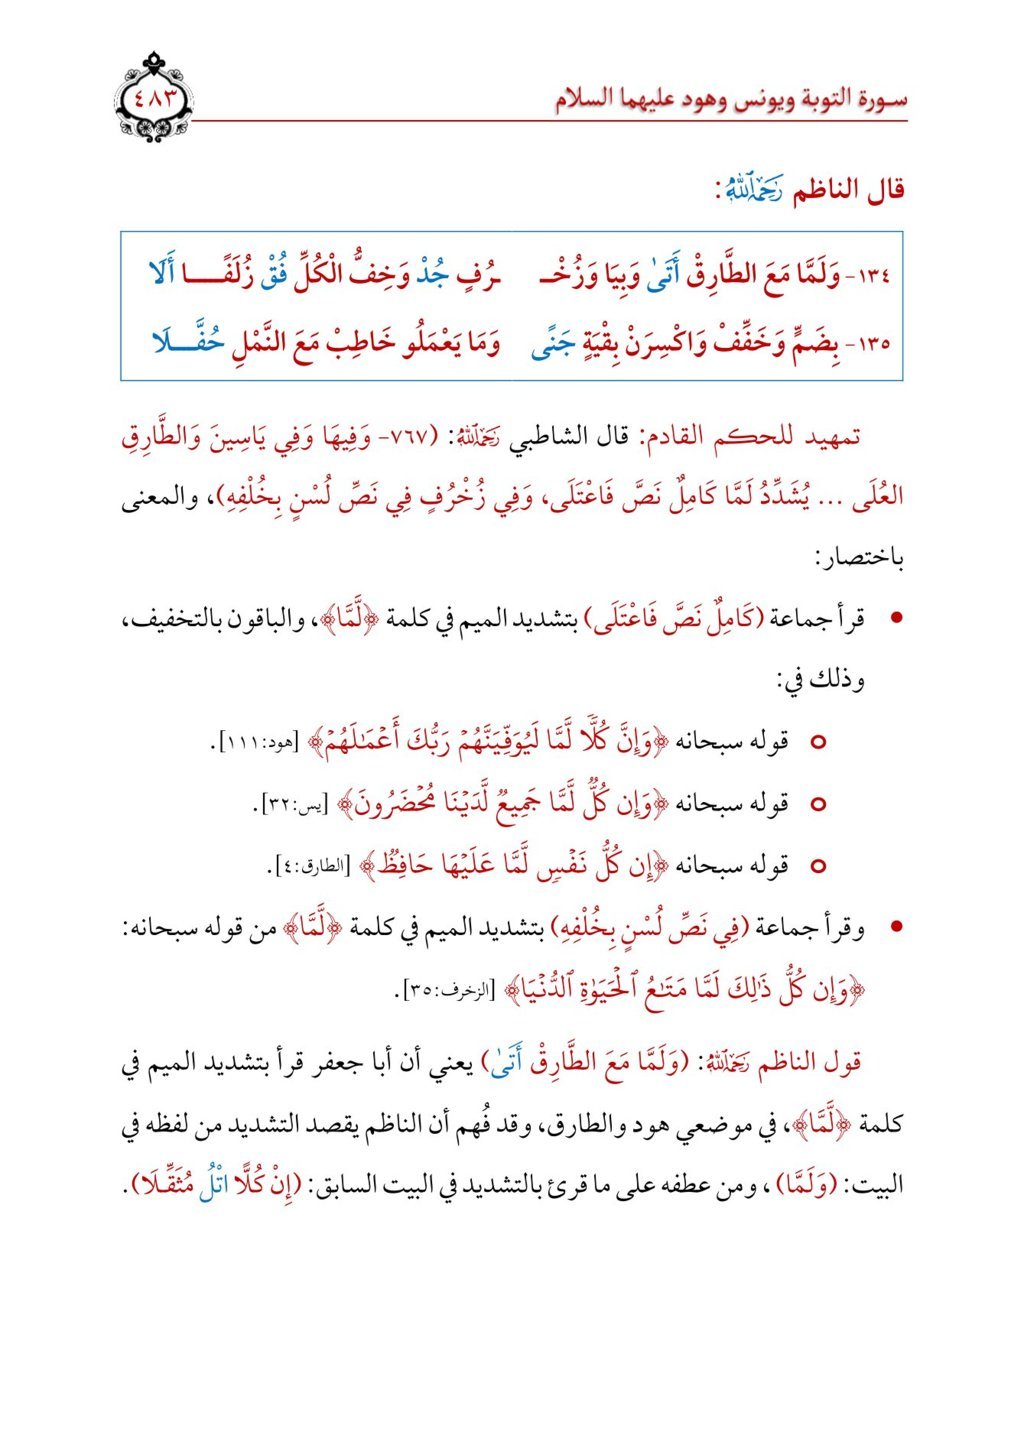 سورة التوبة ويونس وهود عليهما السلام
٤٨٣
قال الناظم رَحِمَهُ ٱللَّهُ:
١٣٤- وَلَمَّا مَعَ الطَّارِقْ أَتَىٰ وَبِيَا وَزُخْـ ـرُفٍ جُدْ وَخِفُّ الْكُلِّ فُقْ زُلَفًـــا أَلَا
١٣٥- بِضَمٍّ وَخَفِّفْ وَاكْسِرَنْ بِقْيَةٍ جَنًى وَمَا يَعْمَلُو خَاطِبْ مَعَ النَّمْلِ حُفَّـــلَا
تمهيد للحكم القادم: قال الشاطبي رَحِمَهُ ٱللَّهُ: (٧٦٧- وَفِيهَا وَفِي يَاسِينَ وَالطَّارِقِ
العُلَى ... يُشَدِّدُ لَمَّا كَامِلٌ نَصَّ فَاعْتَلَى، وَفِي زُخْرُفٍ فِي نَصِّ لُسْنٍ بِخُلْفِهِ)، والمعنى
باختصار:
• قرأ جماعة (كَامِلٌ نَصَّ فَاعْتَلَى) بتشديد الميم في كلمة ﴿لَّمَّا﴾، والباقون بالتخفيف،
وذلك في:
o قوله سبحانه ﴿وَإِنَّ كُلّٗا لَّمَّا لَيُوَفِّيَنَّهُمۡ رَبُّكَ أَعۡمَٰلَهُمۡ﴾ [هود:١١١].
o قوله سبحانه ﴿وَإِن كُلّٞ لَّمَّا جَمِيعٞ لَّدَيۡنَا مُحۡضَرُونَ﴾ [يس:٣٢].
o قوله سبحانه ﴿إِن كُلُّ نَفۡسٖ لَّمَّا عَلَيۡهَا حَافِظٞ﴾ [الطارق:٤].
• وقرأ جماعة (فِي نَصِّ لُسْنٍ بِخُلْفِهِ) بتشديد الميم في كلمة ﴿لَّمَّا﴾ من قوله سبحانه:
﴿وَإِن كُلُّ ذَٰلِكَ لَمَّا مَتَٰعُ ٱلۡحَيَوٰةِ ٱلدُّنۡيَا﴾ [الزخرف:٣٥].
قول الناظم رَحِمَهُ ٱللَّهُ: (وَلَمَّا مَعَ الطَّارِقْ أَتَىٰ) يعني أن أبا جعفر قرأ بتشديد الميم في
كلمة ﴿لَّمَّا﴾، في موضعي هود والطارق، وقد فُهم أن الناظم يقصد التشديد من لفظه في
البيت: (وَلَمَّا)، ومن عطفه على ما قرئ بالتشديد في البيت السابق: (إِنْ كُلًّا اتْلُ مُثَقِّلَا).